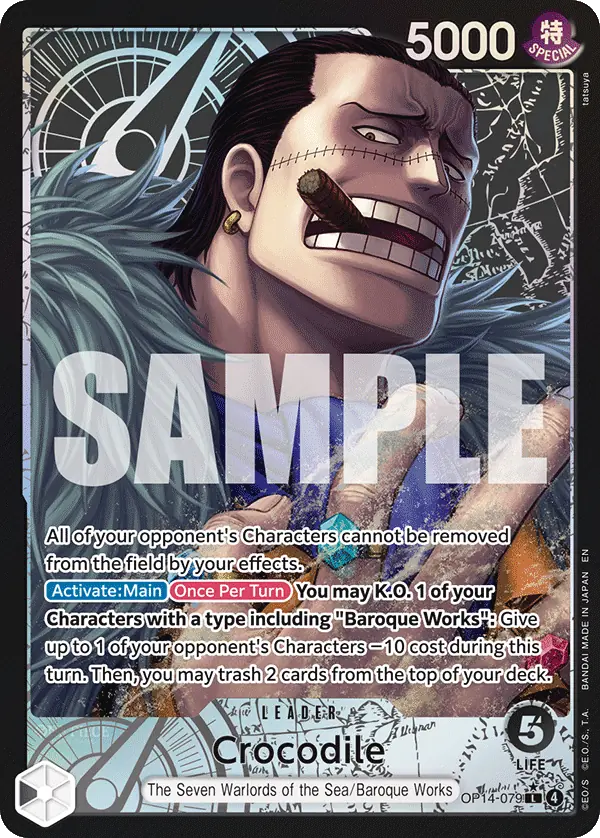 5000
特
SPECIAL
tatsuya
SAMPLE
All of your opponent's Characters cannot be removed
from the field by your effects.
Activate:Main Once Per Turn You may K.O. 1 of your
Characters with a type including "Baroque Works": Give
up to 1 of your opponent's Characters −10 cost during this
turn. Then, you may trash 2 cards from the top of your deck.
LEADER
Crocodile
The Seven Warlords of the Sea/Baroque Works
5
LIFE
OP14-079 L 4
©E.O./S ©E.O./S., T.A. BANDAI MADE IN JAPAN EN